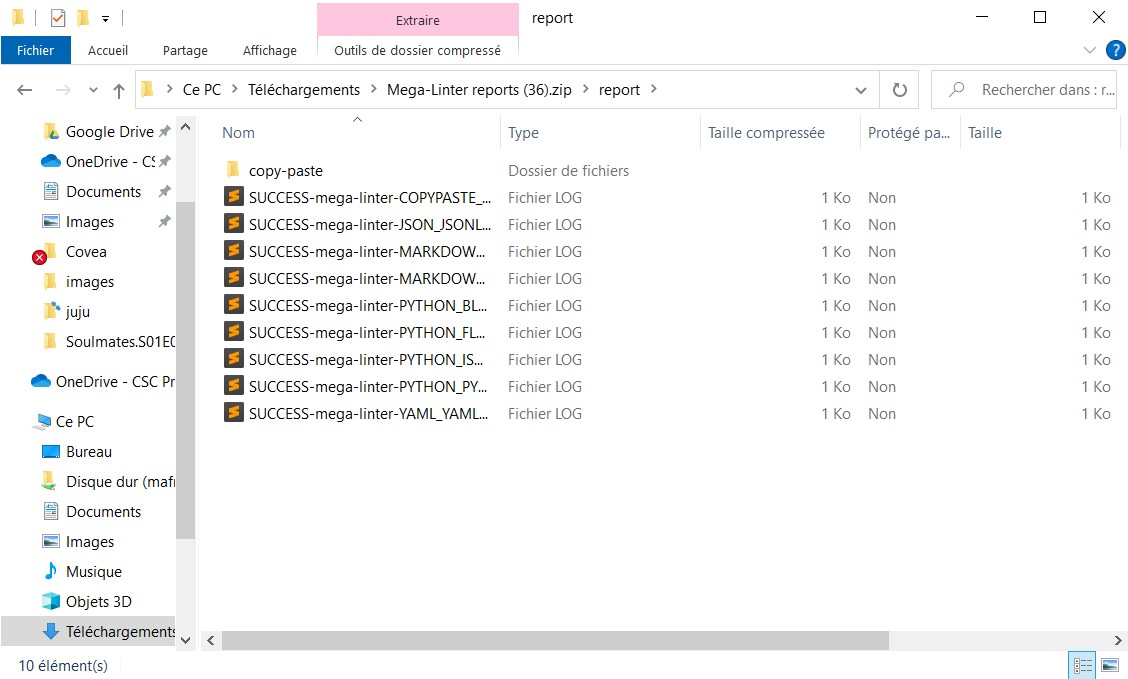 Extraire
report
Fichier
Accueil
Partage
Affichage
Outils de dossier compressé
?
Ce PC > Téléchargements > Mega-Linter reports (36).zip > report >
Rechercher dans : r...
Google Drive
OneDrive - CS
Documents
Images
Covea
images
juju
Soulmates.S01E0
OneDrive - CSC Pr
Ce PC
Bureau
Disque dur (maf
Documents
Images
Musique
Objets 3D
Téléchargements
Nom Type Taille compressée Protégé pa... Taille
copy-paste Dossier de fichiers
SUCCESS-mega-linter-COPYPASTE_... Fichier LOG 1 Ko Non 1 Ko
SUCCESS-mega-linter-JSON_JSONL... Fichier LOG 1 Ko Non 1 Ko
SUCCESS-mega-linter-MARKDOW... Fichier LOG 1 Ko Non 1 Ko
SUCCESS-mega-linter-MARKDOW... Fichier LOG 1 Ko Non 1 Ko
SUCCESS-mega-linter-PYTHON_BL... Fichier LOG 1 Ko Non 1 Ko
SUCCESS-mega-linter-PYTHON_FL... Fichier LOG 1 Ko Non 1 Ko
SUCCESS-mega-linter-PYTHON_IS... Fichier LOG 1 Ko Non 1 Ko
SUCCESS-mega-linter-PYTHON_PY... Fichier LOG 1 Ko Non 1 Ko
SUCCESS-mega-linter-YAML_YAML... Fichier LOG 1 Ko Non 1 Ko
10 élément(s)